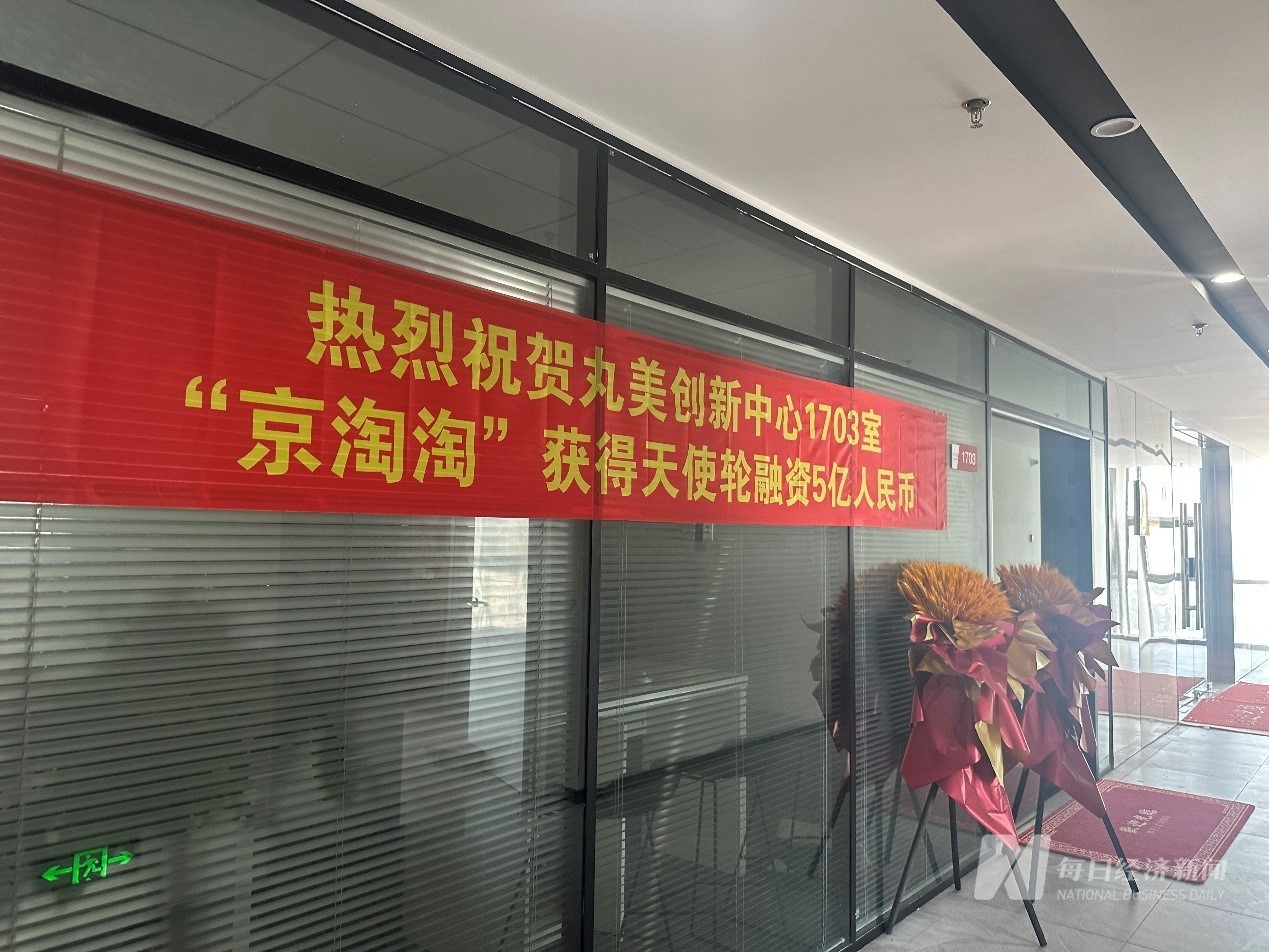 热烈祝贺丸美创新中心1703室
“京淘淘”获得天使轮融资5亿人民币
1703
每日经济新闻
NATIONAL BUSINESS DAILY